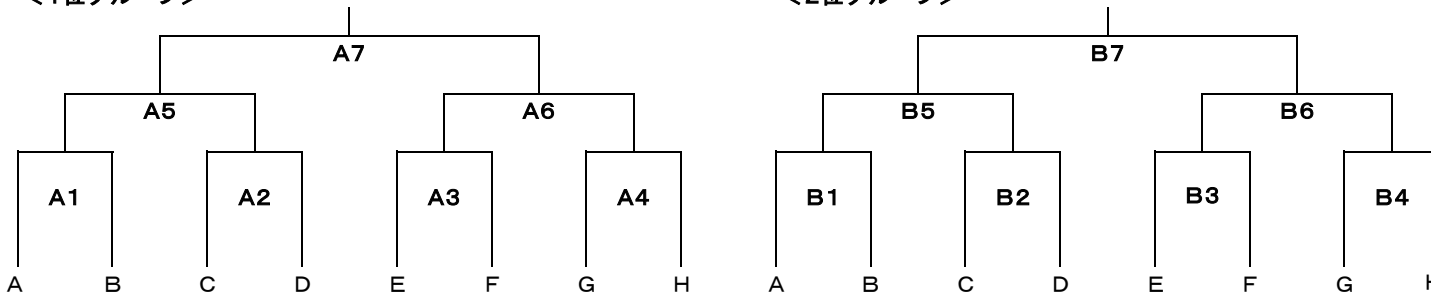 A7 B7
A5 A6 B5 B6
A1 A2 A3 A4 B1 B2 B3 B4
A B C D E F G H A B C D E F G